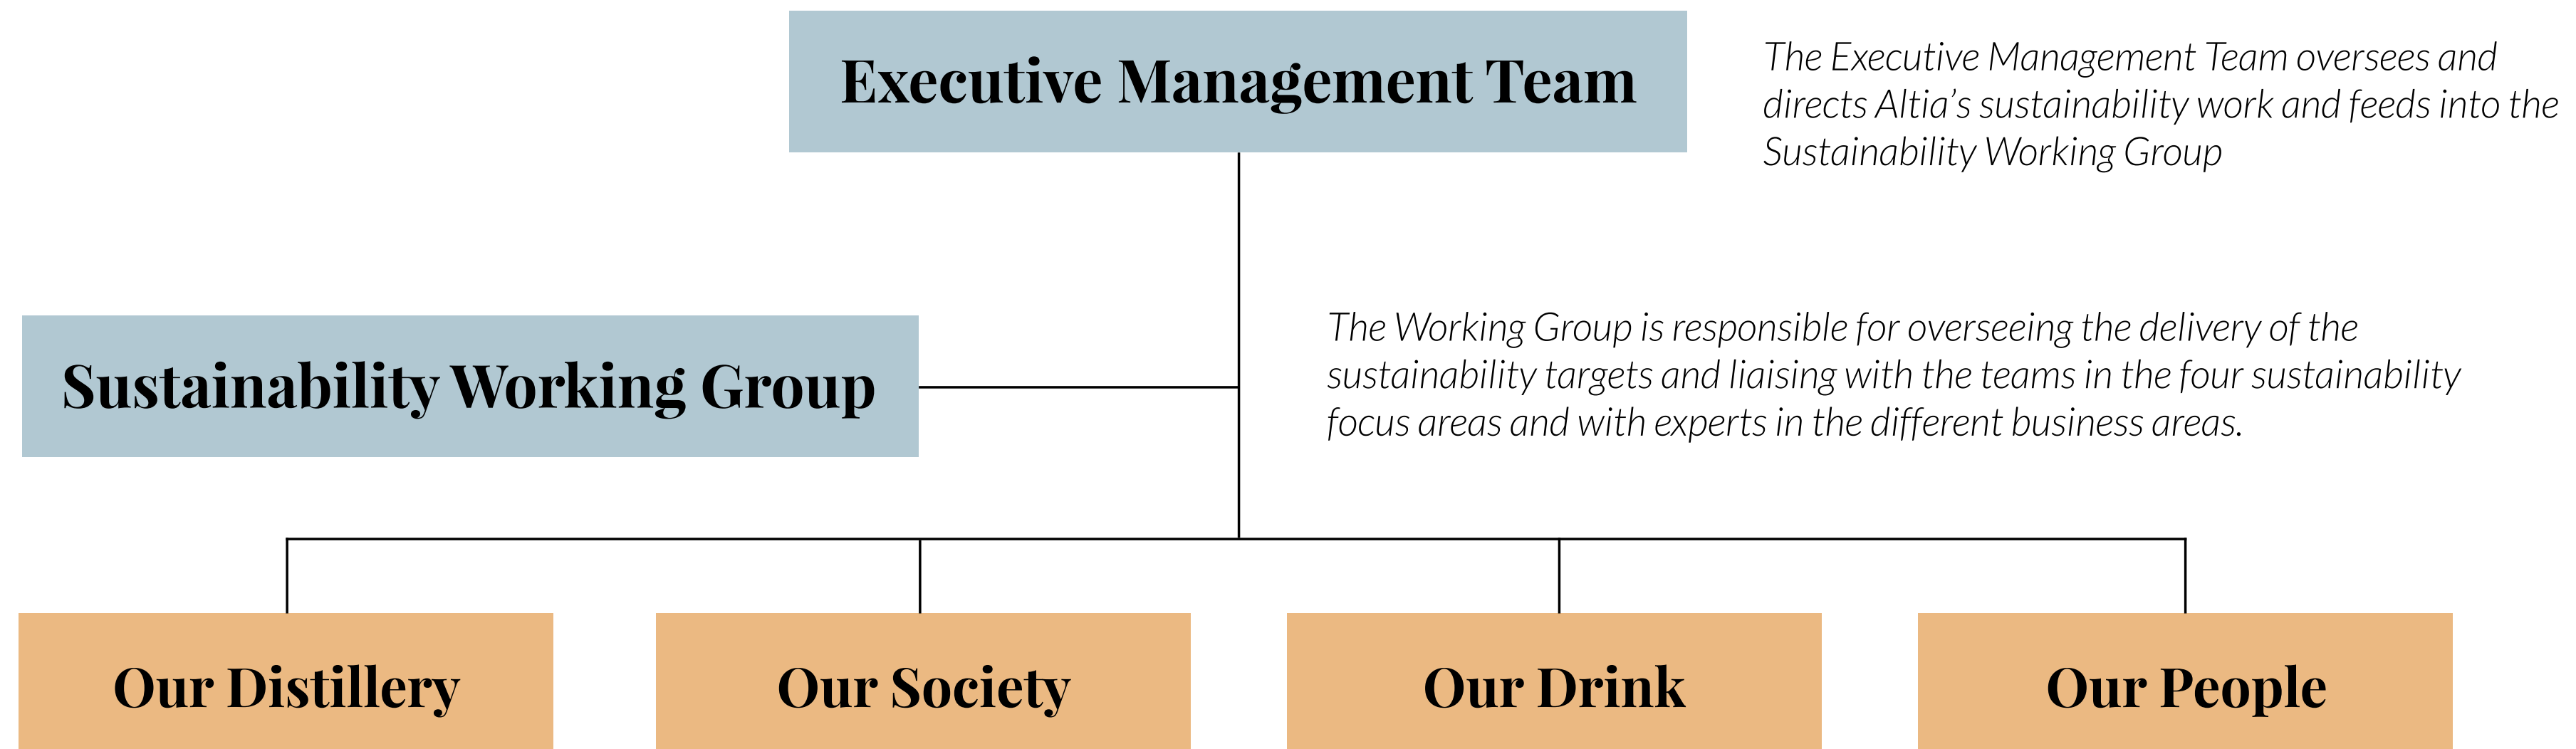 Executive Management Team
The Executive Management Team oversees and
directs Altia’s sustainability work and feeds into the
Sustainability Working Group
Sustainability Working Group
The Working Group is responsible for overseeing the delivery of the
sustainability targets and liaising with the teams in the four sustainability
focus areas and with experts in the different business areas.
Our Distillery
Our Society
Our Drink
Our People